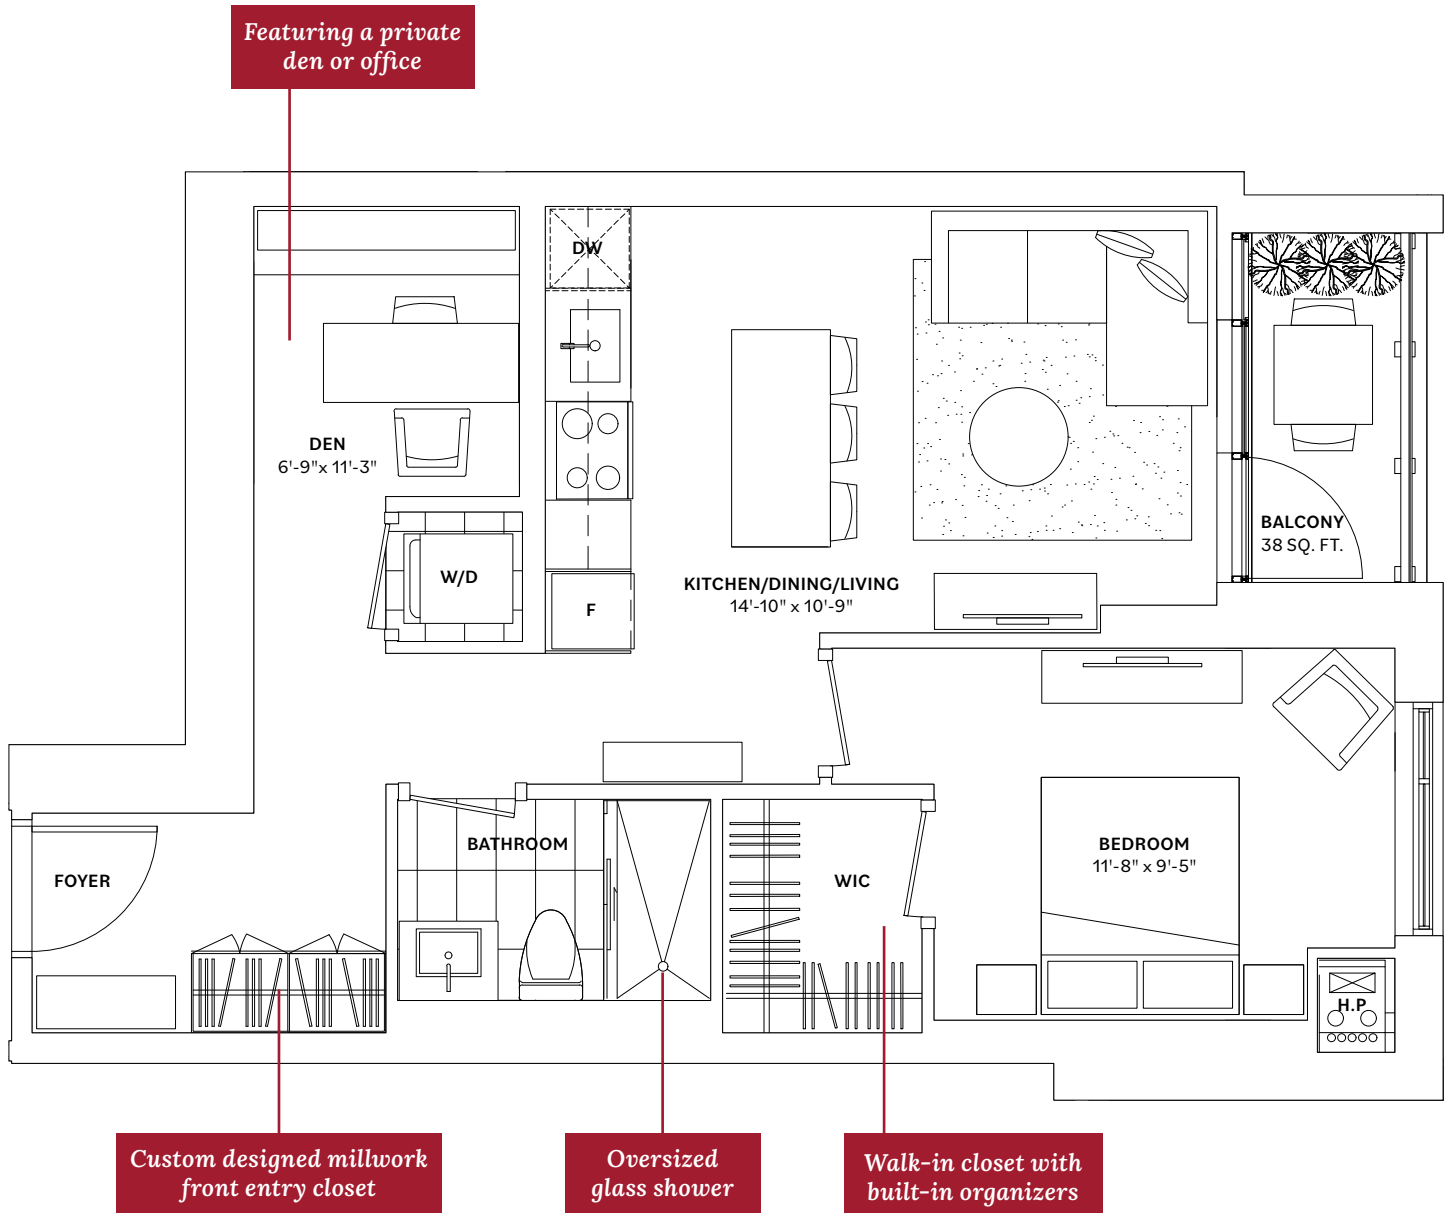 Featuring a private
den or office
DW
DEN
6'-9"x 11'-3"
W/D
F
KITCHEN/DINING/LIVING
14'-10" x 10'-9"
BALCONY
38 SQ. FT.
FOYER
BATHROOM
WIC
BEDROOM
11'-8" x 9'-5"
H.P
Custom designed millwork
front entry closet
Oversized
glass shower
Walk-in closet with
built-in organizers